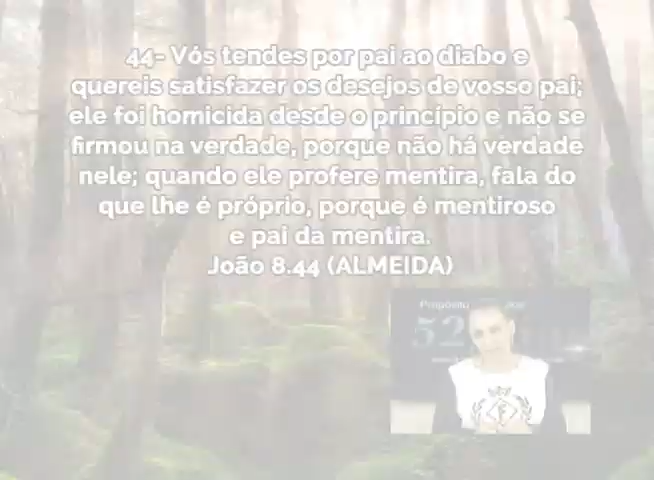 44- Vós tendes por pai ao diabo e
quereis satisfazer os desejos de vosso pai;
ele foi homicida desde o princípio e não se
firmou na verdade, porque não há verdade
nele; quando ele profere mentira, fala do
que lhe é próprio, porque é mentiroso
e pai da mentira.
João 8.44 (ALMEIDA)
Propósito
52
F